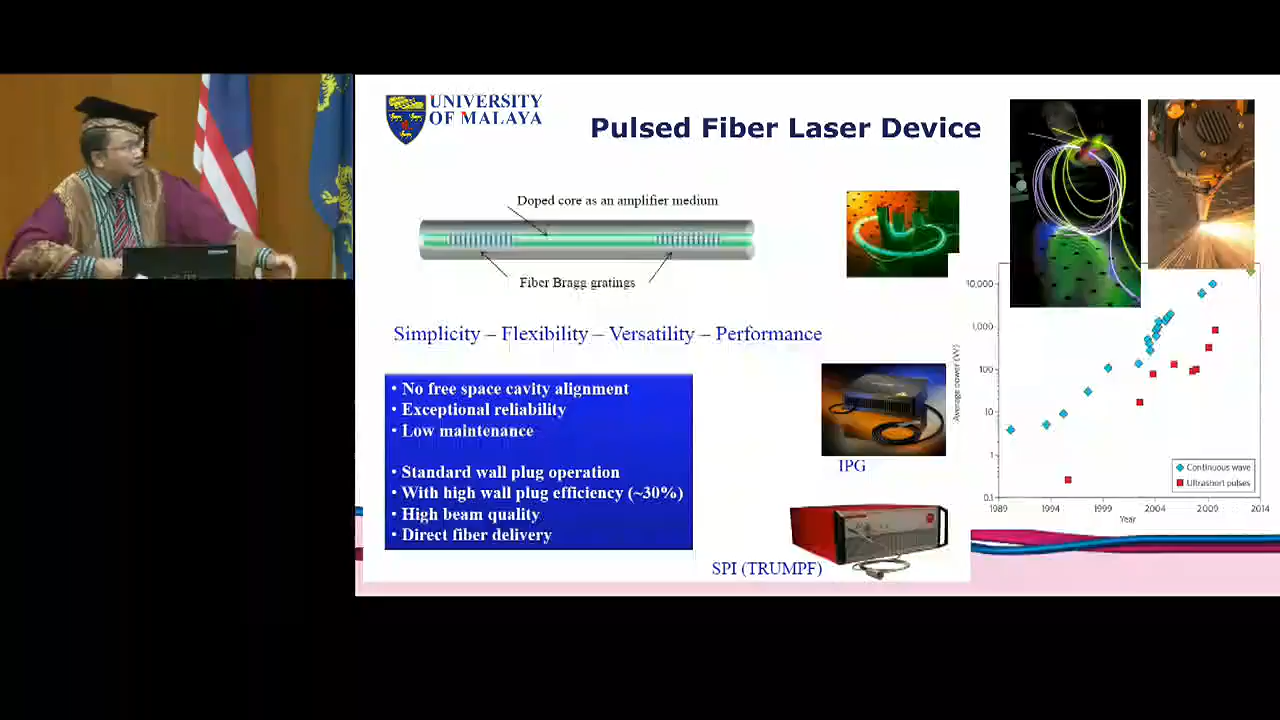 UNIVERSITY
OF MALAYA
Pulsed Fiber Laser Device
Doped core as an amplifier medium
Fiber Bragg gratings
Simplicity – Flexibility – Versatility – Performance
• No free space cavity alignment
• Exceptional reliability
• Low maintenance
• Standard wall plug operation
• With high wall plug efficiency (~30%)
• High beam quality
• Direct fiber delivery
IPG
SPI (TRUMPF)
10,000
1,000
100
10
1
0.1
Average power (W)
Continuous wave
Ultrashort pulses
1989 1994 1999 2004 2009 2014
Year